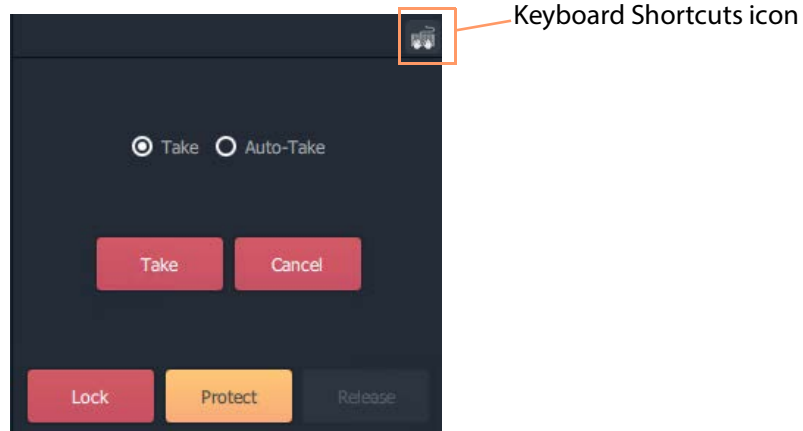 Keyboard Shortcuts icon
Take Auto-Take
Take Cancel
Lock Protect Release